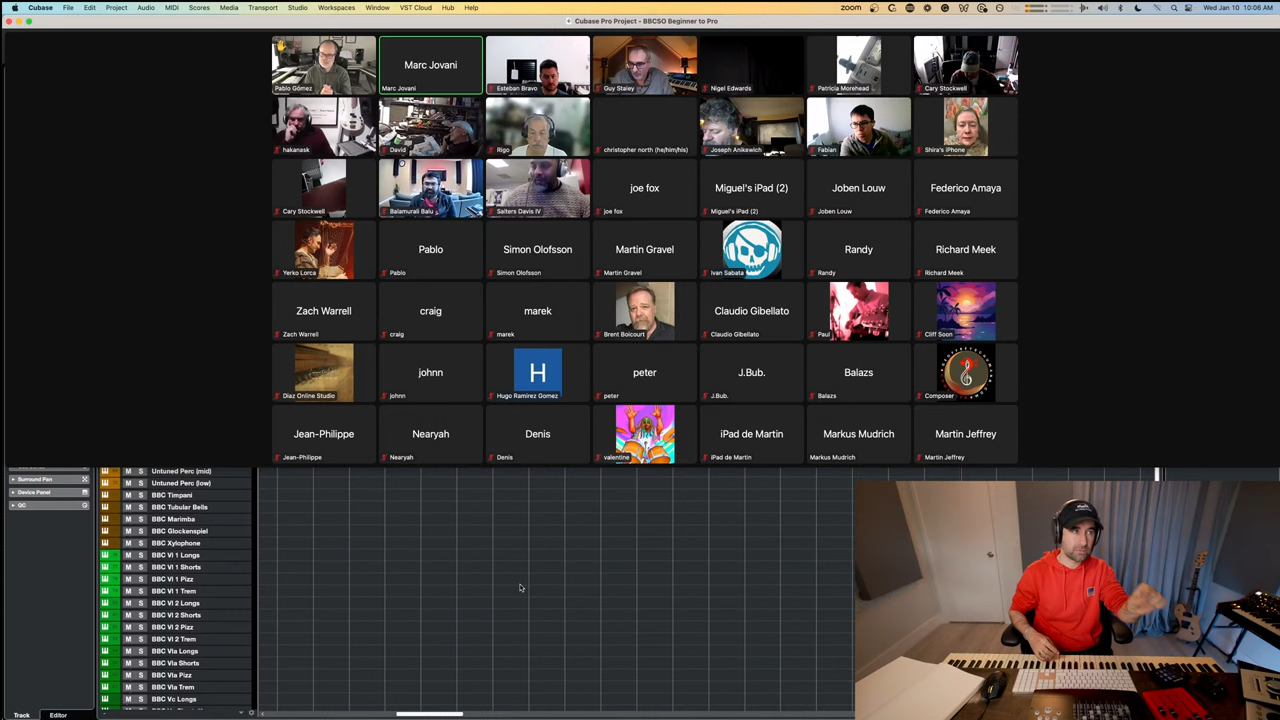 Cubase File Edit Project Audio MIDI Scores Media Transport Studio Workspaces Window VST Cloud Hub Help zoom Wed Jan 10 10:06 AM
Cubase Pro Project - BBCSO Beginner to Pro
Marc Jovani
Pablo Gómez Marc Jovani Esteban Bravo Guy Staley Nigel Edwards Patricia Morehead Cary Stockwell
hakanask David Rigo christopher north (he/him/his) Joseph Anikewich Fabian Shira's iPhone
joe fox Miguel's iPad (2) Joben Louw Federico Amaya
Cary Stockwell Balamurali Balu Salters Davis IV joe fox Miguel's iPad (2) Joben Louw Federico Amaya
Pablo Simon Olofsson Martin Gravel Randy Richard Meek
Yerko Lorca Pablo Simon Olofsson Martin Gravel Ivan Sabata Randy Richard Meek
Zach Warrell craig marek Claudio Gibellato
Zach Warrell craig marek Brent Boicourt Claudio Gibellato Paul Cliff Soon
johnn H peter J.Bub. Balazs
Diaz Online Studio johnn Hugo Ramirez Gomez peter J.Bub. Balazs Composer
Jean-Philippe Nearyah Denis iPad de Martin Markus Mudrich Martin Jeffrey
Jean-Philippe Nearyah Denis valentine iPad de Martin Markus Mudrich Martin Jeffrey
Untuned Perc (mid)
Surround Pan
M S Untuned Perc (low)
Device Panel
M S BBC Timpani
QC
M S BBC Tubular Bells
M S BBC Marimba
M S BBC Glockenspiel
M S BBC Xylophone
M S BBC Vl 1 Longs
M S BBC Vl 1 Shorts
M S BBC Vl 1 Pizz
M S BBC Vl 1 Trem
M S BBC Vl 2 Longs
M S BBC Vl 2 Shorts
M S BBC Vl 2 Pizz
M S BBC Vl 2 Trem
M S BBC Vla Longs
M S BBC Vla Shorts
M S BBC Vla Pizz
M S BBC Vla Trem
M S BBC Vc Longs
Track Editor